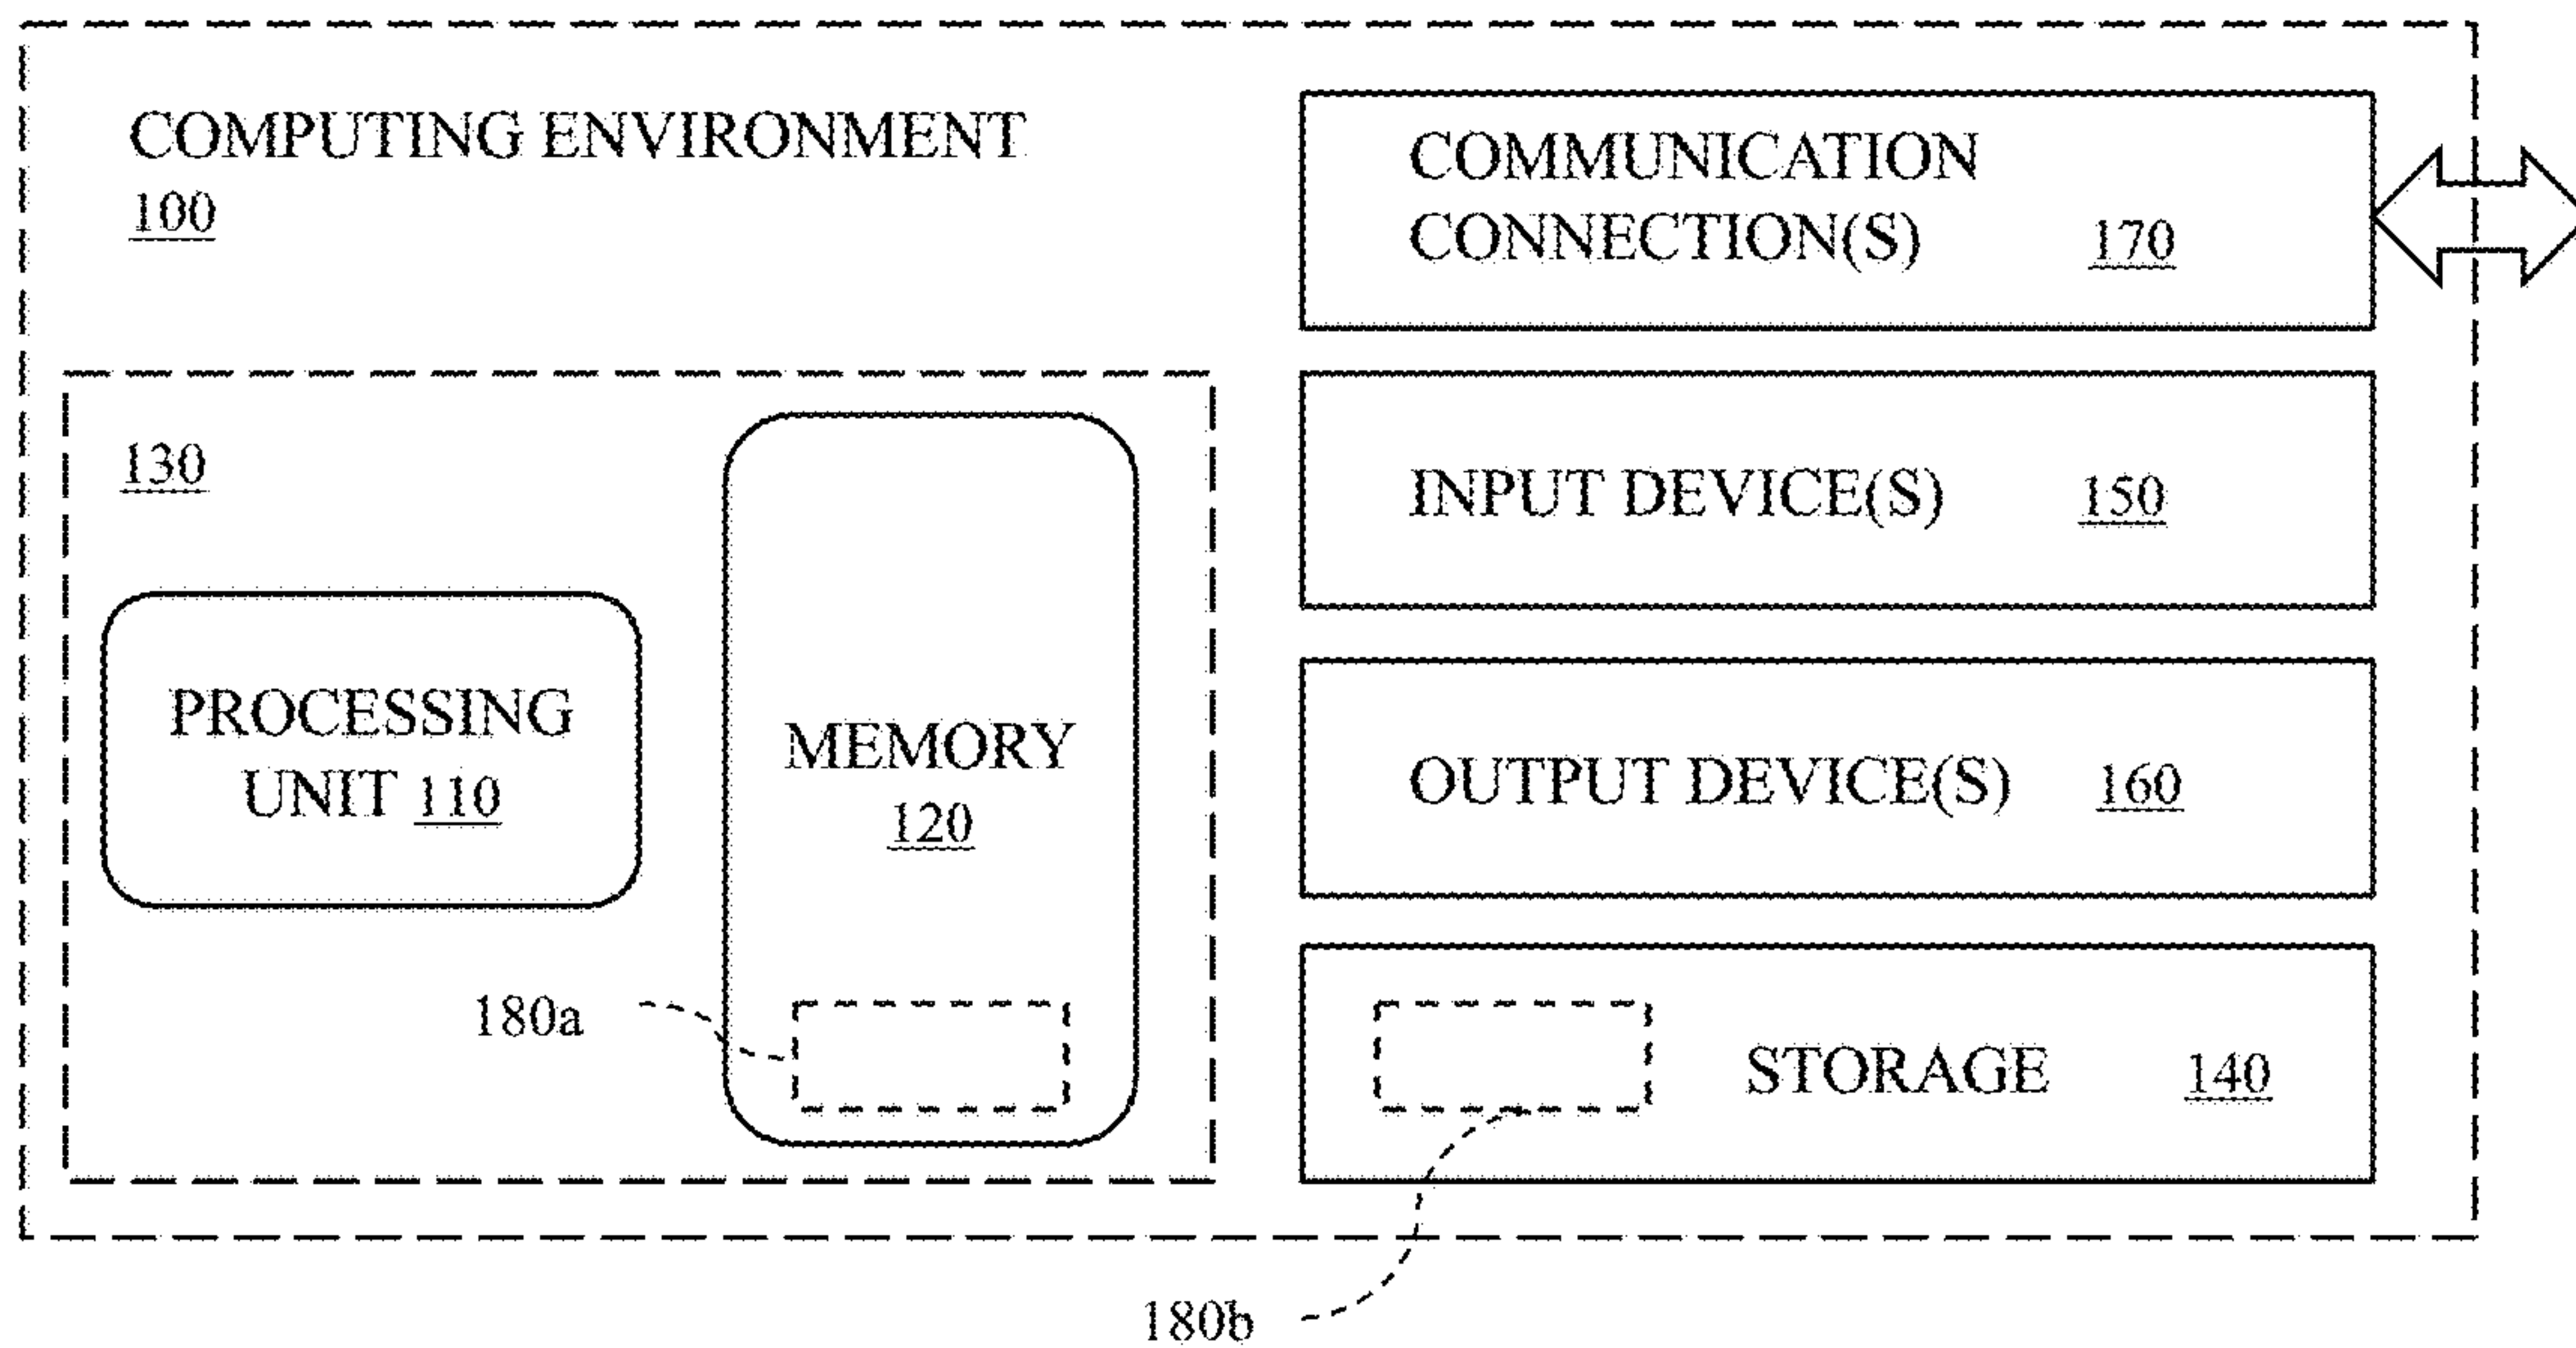 COMPUTING ENVIRONMENT
100
COMMUNICATION
CONNECTION(S) 170
130
INPUT DEVICE(S) 150
PROCESSING
UNIT 110
MEMORY
120
OUTPUT DEVICE(S) 160
180a
STORAGE 140
180b